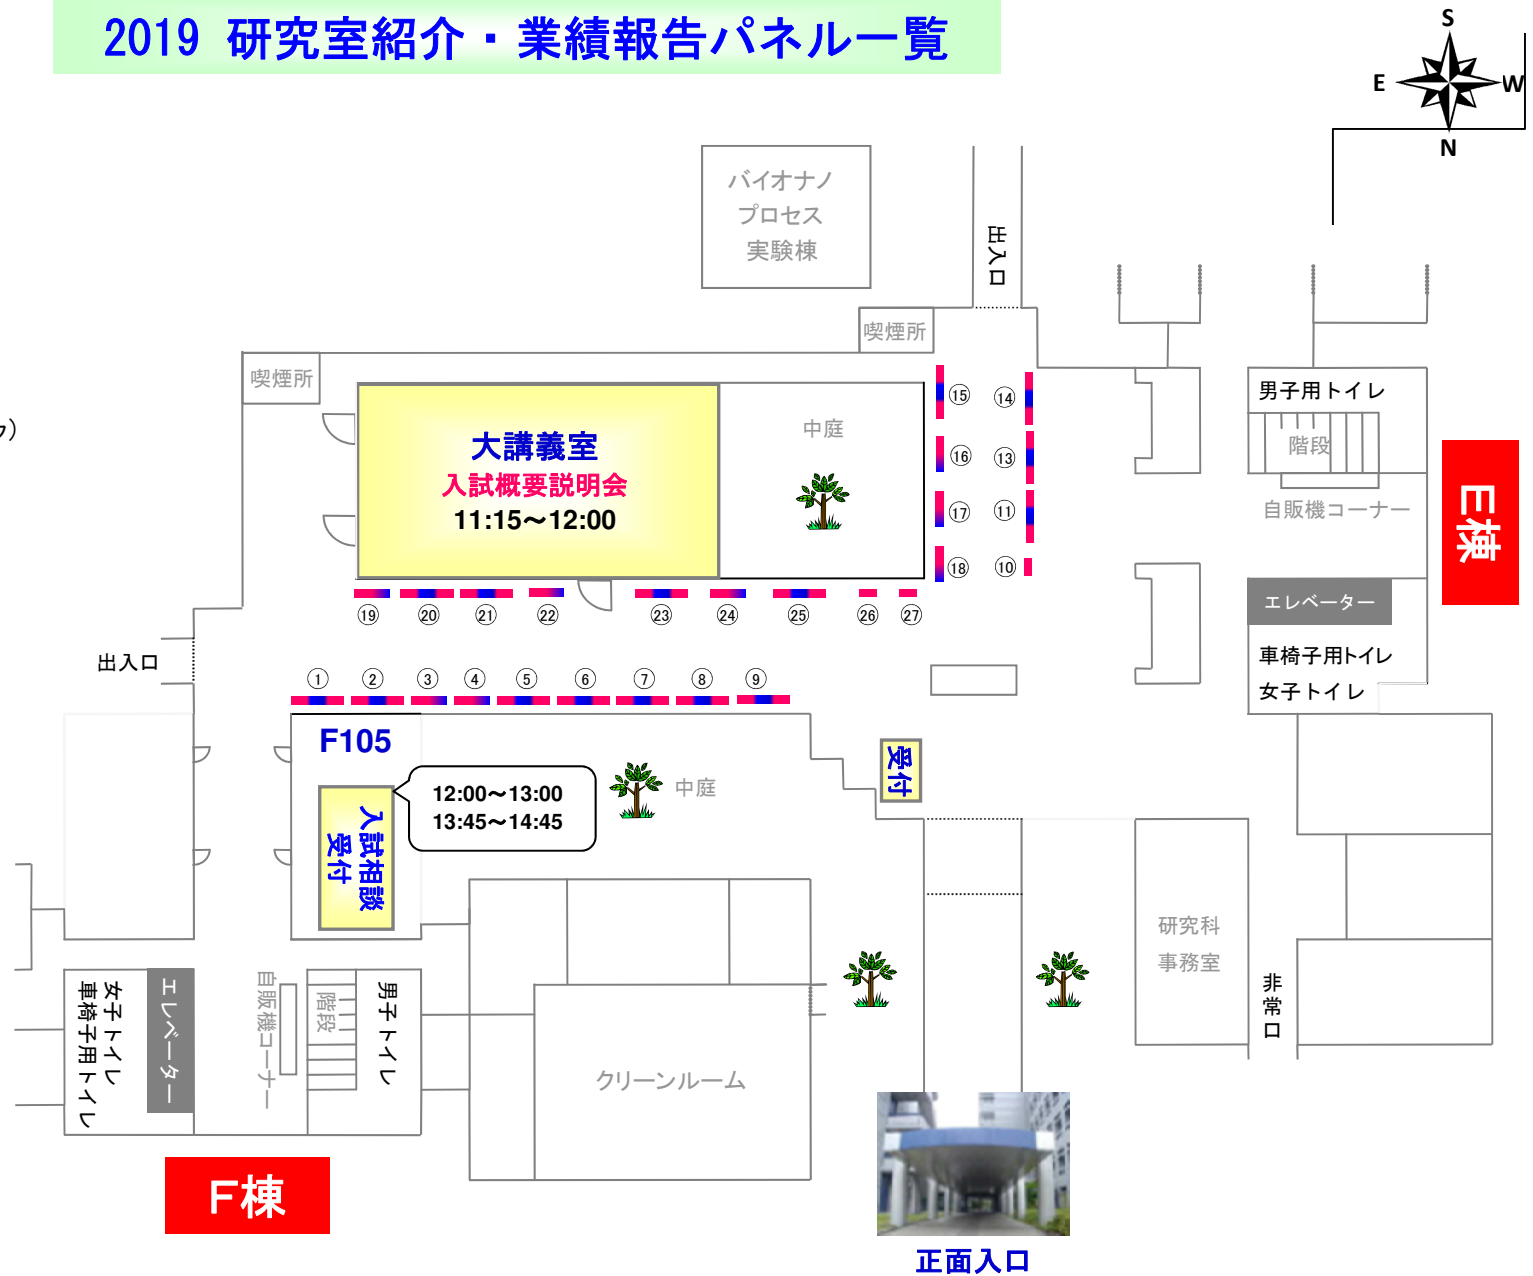 2019 研究室紹介・業績報告パネル一覧
S
E
W
N
バイオナノ
プロセス
実験棟
出入口
喫煙所
喫煙所
大講義室
入試概要説明会
11:15～12:00
中庭
⑮
⑭
⑯
⑬
⑰
⑪
⑱
⑩
男子用トイレ
階段
自販機コーナー
E棟
エレベーター
車椅子用トイレ
女子トイレ
⑲
⑳
㉑
㉒
㉓
㉔
㉕
㉖
㉗
出入口
①
②
③
④
⑤
⑥
⑦
⑧
⑨
F105
入試相談
受付
12:00～13:00
13:45～14:45
中庭
受付
研究科
事務室
非常口
女子トイレ
車椅子用トイレ
エレベーター
自販機コーナー
階段
男子トイレ
クリーンルーム
F棟
正面入口